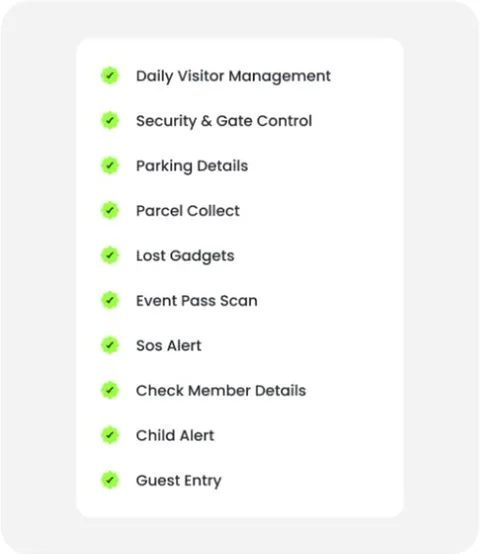 Daily Visitor Management
Security & Gate Control
Parking Details
Parcel Collect
Lost Gadgets
Event Pass Scan
Sos Alert
Check Member Details
Child Alert
Guest Entry